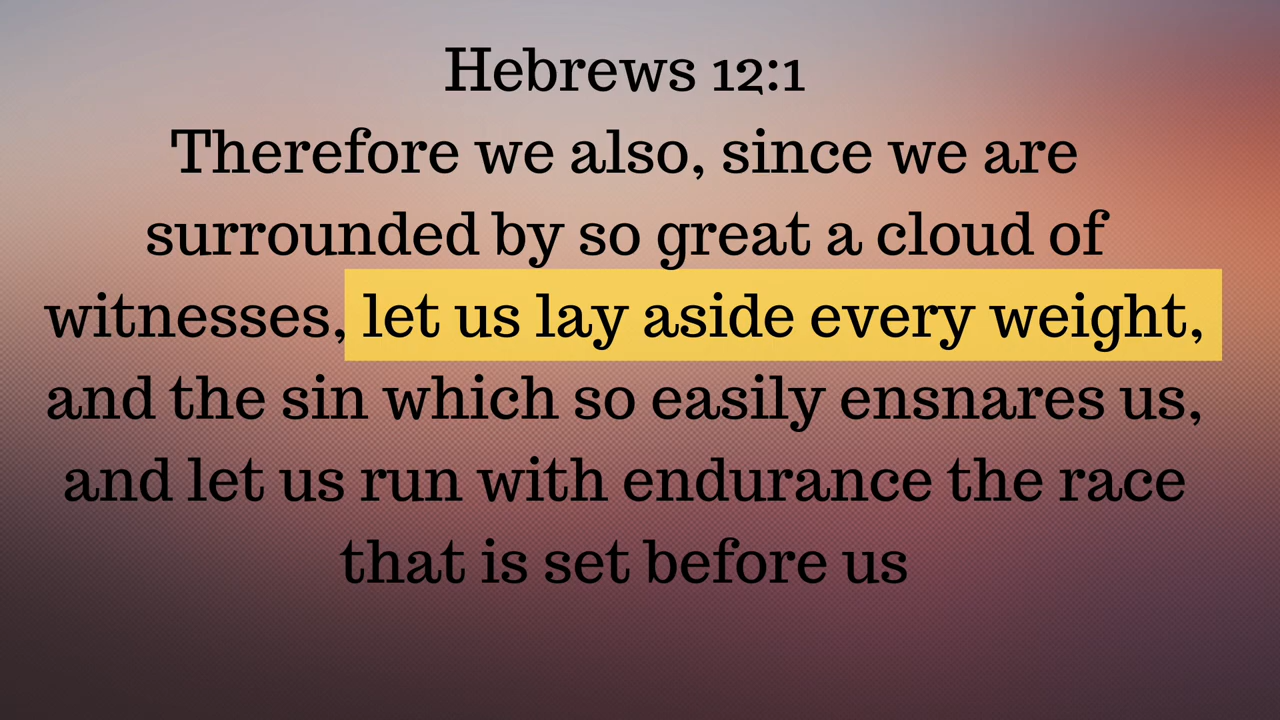 Hebrews 12:1
Therefore we also, since we are
surrounded by so great a cloud of
witnesses, let us lay aside every weight,
and the sin which so easily ensnares us,
and let us run with endurance the race
that is set before us